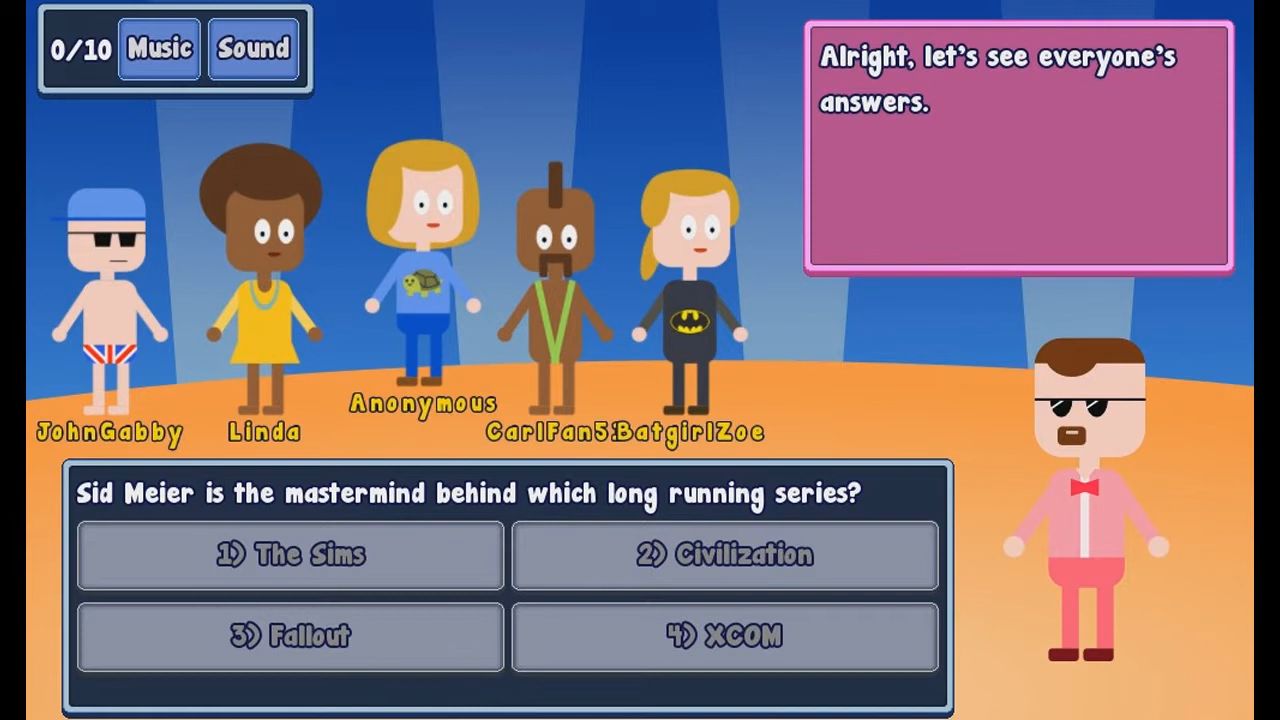 0/10 Music Sound
Alright, let's see everyone's
answers.
Anonymous
JohnGabby Linda BatgirlZoe
Sid Meier is the mastermind behind which long running series?
1) The Sims 2) Civilization
3) Fallout 4) XCOM